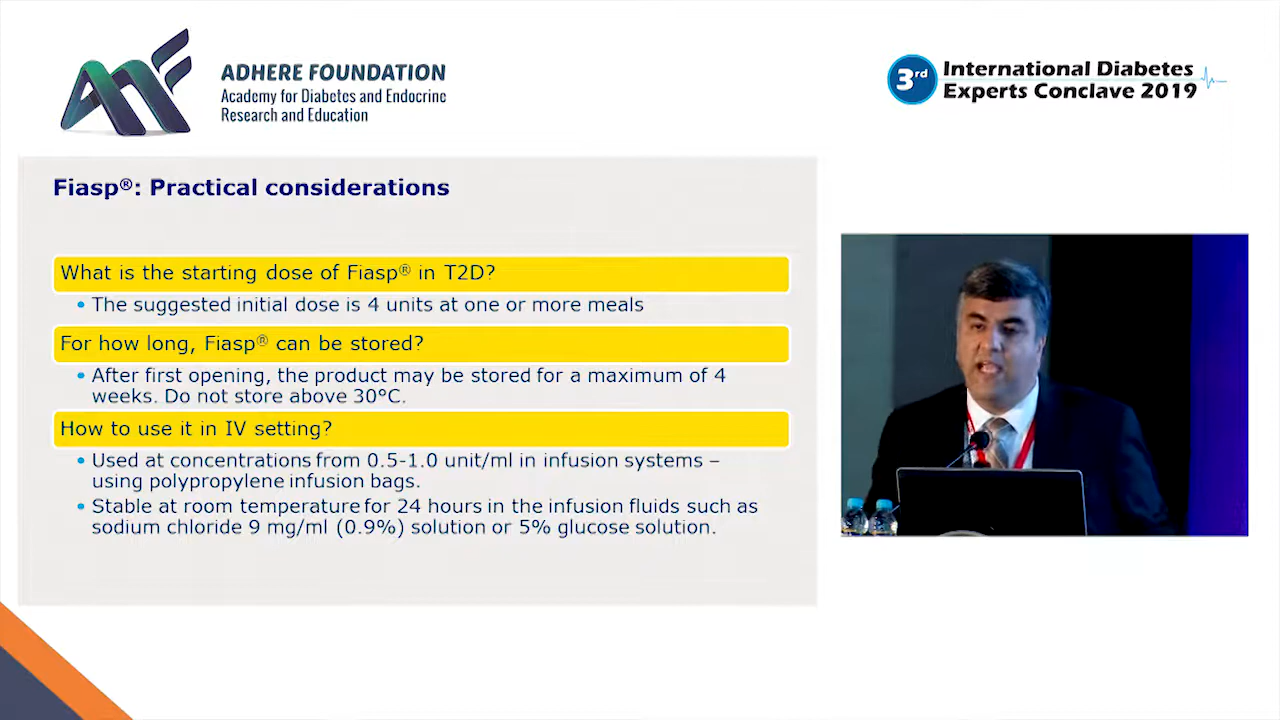 ADHERE FOUNDATION
Academy for Diabetes and Endocrine
Research and Education
3rd
International Diabetes
Experts Conclave 2019
Fiasp®: Practical considerations
What is the starting dose of Fiasp® in T2D?
• The suggested initial dose is 4 units at one or more meals
For how long, Fiasp® can be stored?
• After first opening, the product may be stored for a maximum of 4
weeks. Do not store above 30°C.
How to use it in IV setting?
• Used at concentrations from 0.5-1.0 unit/ml in infusion systems –
using polypropylene infusion bags.
• Stable at room temperature for 24 hours in the infusion fluids such as
sodium chloride 9 mg/ml (0.9%) solution or 5% glucose solution.